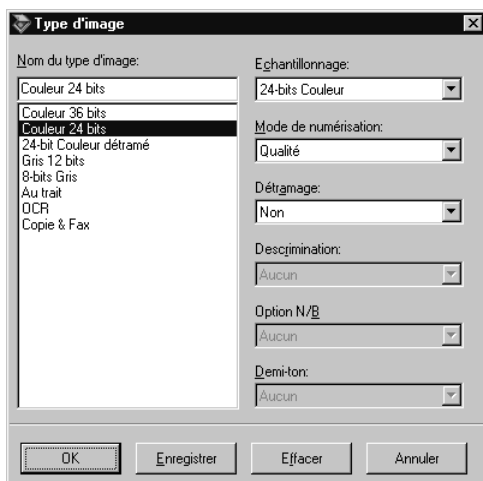 Type d'image
Nom du type d'image:
Couleur 24 bits
Couleur 36 bits
Couleur 24 bits
24-bit Couleur détramé
Gris 12 bits
8-bits Gris
Au trait
OCR
Copie & Fax
Echantillonnage:
24-bits Couleur
Mode de numérisation:
Qualité
Détramage:
Non
Descrimination:
Aucun
Option N/B
Aucun
Demi-ton:
Aucun
OK
Enregistrer
Effacer
Annuler